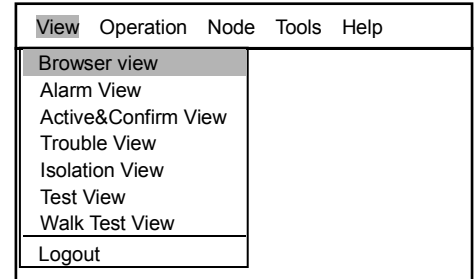 View Operation Node Tools Help
Browser view
Alarm View
Active&Confirm View
Trouble View
Isolation View
Test View
Walk Test View
Logout